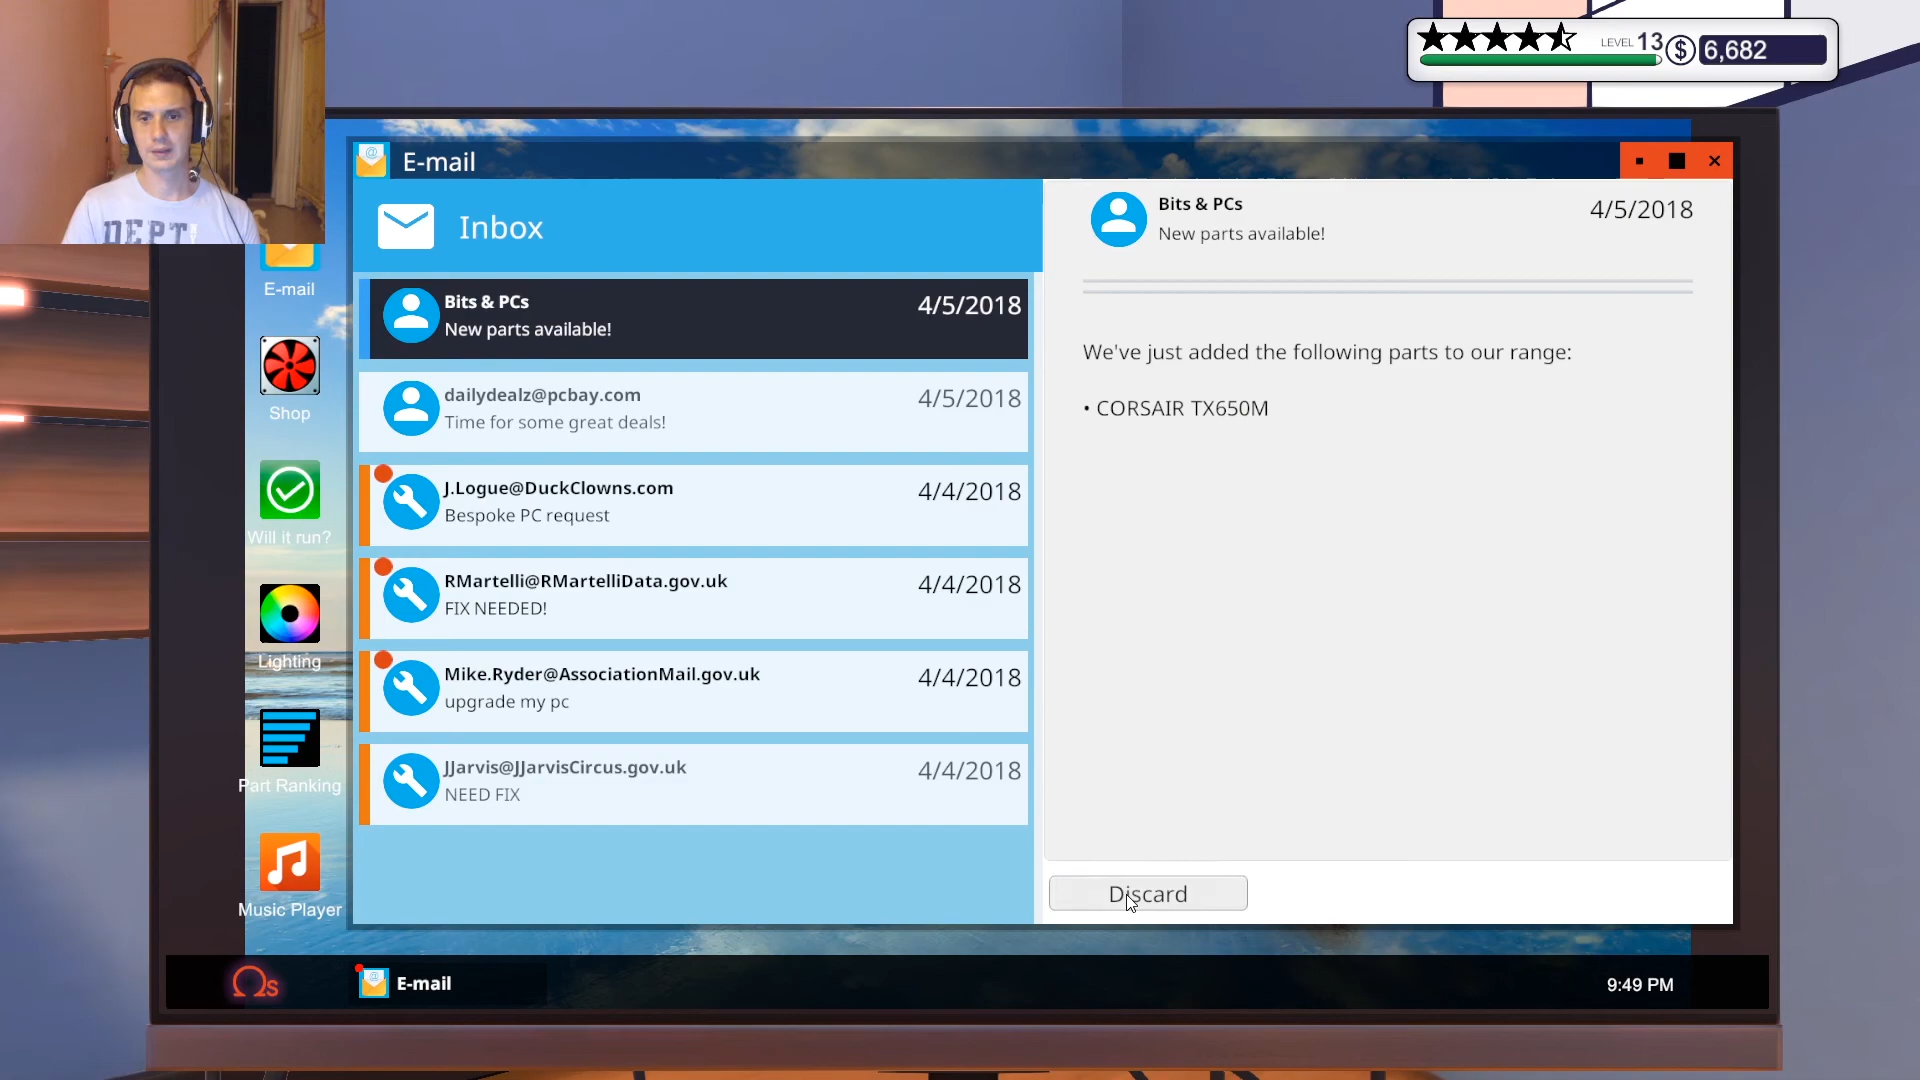 LEVEL 13
$ 6,682
DEPT
E-mail
Inbox
Bits & PCs
4/5/2018
New parts available!
dailydealz@pcbay.com
4/5/2018
Time for some great deals!
J.Logue@DuckClowns.com
4/4/2018
Bespoke PC request
RMartelli@RMartelliData.gov.uk
4/4/2018
FIX NEEDED!
Mike.Ryder@AssociationMail.gov.uk
4/4/2018
upgrade my pc
JJarvis@JJarvisCircus.gov.uk
4/4/2018
NEED FIX
Bits & PCs
4/5/2018
New parts available!
We've just added the following parts to our range:
• CORSAIR TX650M
Discard
E-mail
Shop
Will it run?
Lighting
Part Ranking
Music Player
Ωs
E-mail
9:49 PM